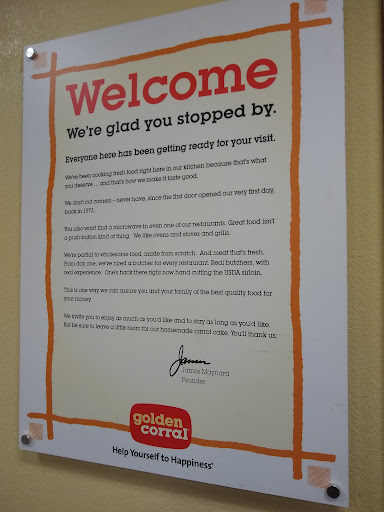 Welcome
We're glad you stopped by.
Everyone here has been getting ready for your visit.
We've been cooking fresh food right here in our kitchen because that's what
you deserve ... and that's how we make it taste good.
We don't cut corners – never have, since the first door opened our very first day,
back in 1973.
You also won't find a microwave in even one of our restaurants. Great food isn't
a push-button kind of thing. We like ovens and stoves and grills.
We're partial to wholesome food, made from scratch. And meat that's fresh.
From day one, we've hired a butcher for every restaurant. Real butchers, with
real experience. One's back there right now hand cutting the USDA sirloin.
This is one way we can assure you and your family of the best quality food for
your money.
We invite you to enjoy as much as you'd like and to stay as long as you'd like.
But be sure to leave a little room for our homemade carrot cake. You'll thank us.
James
James Maynard
Founder
golden
corral
Help Yourself to Happiness